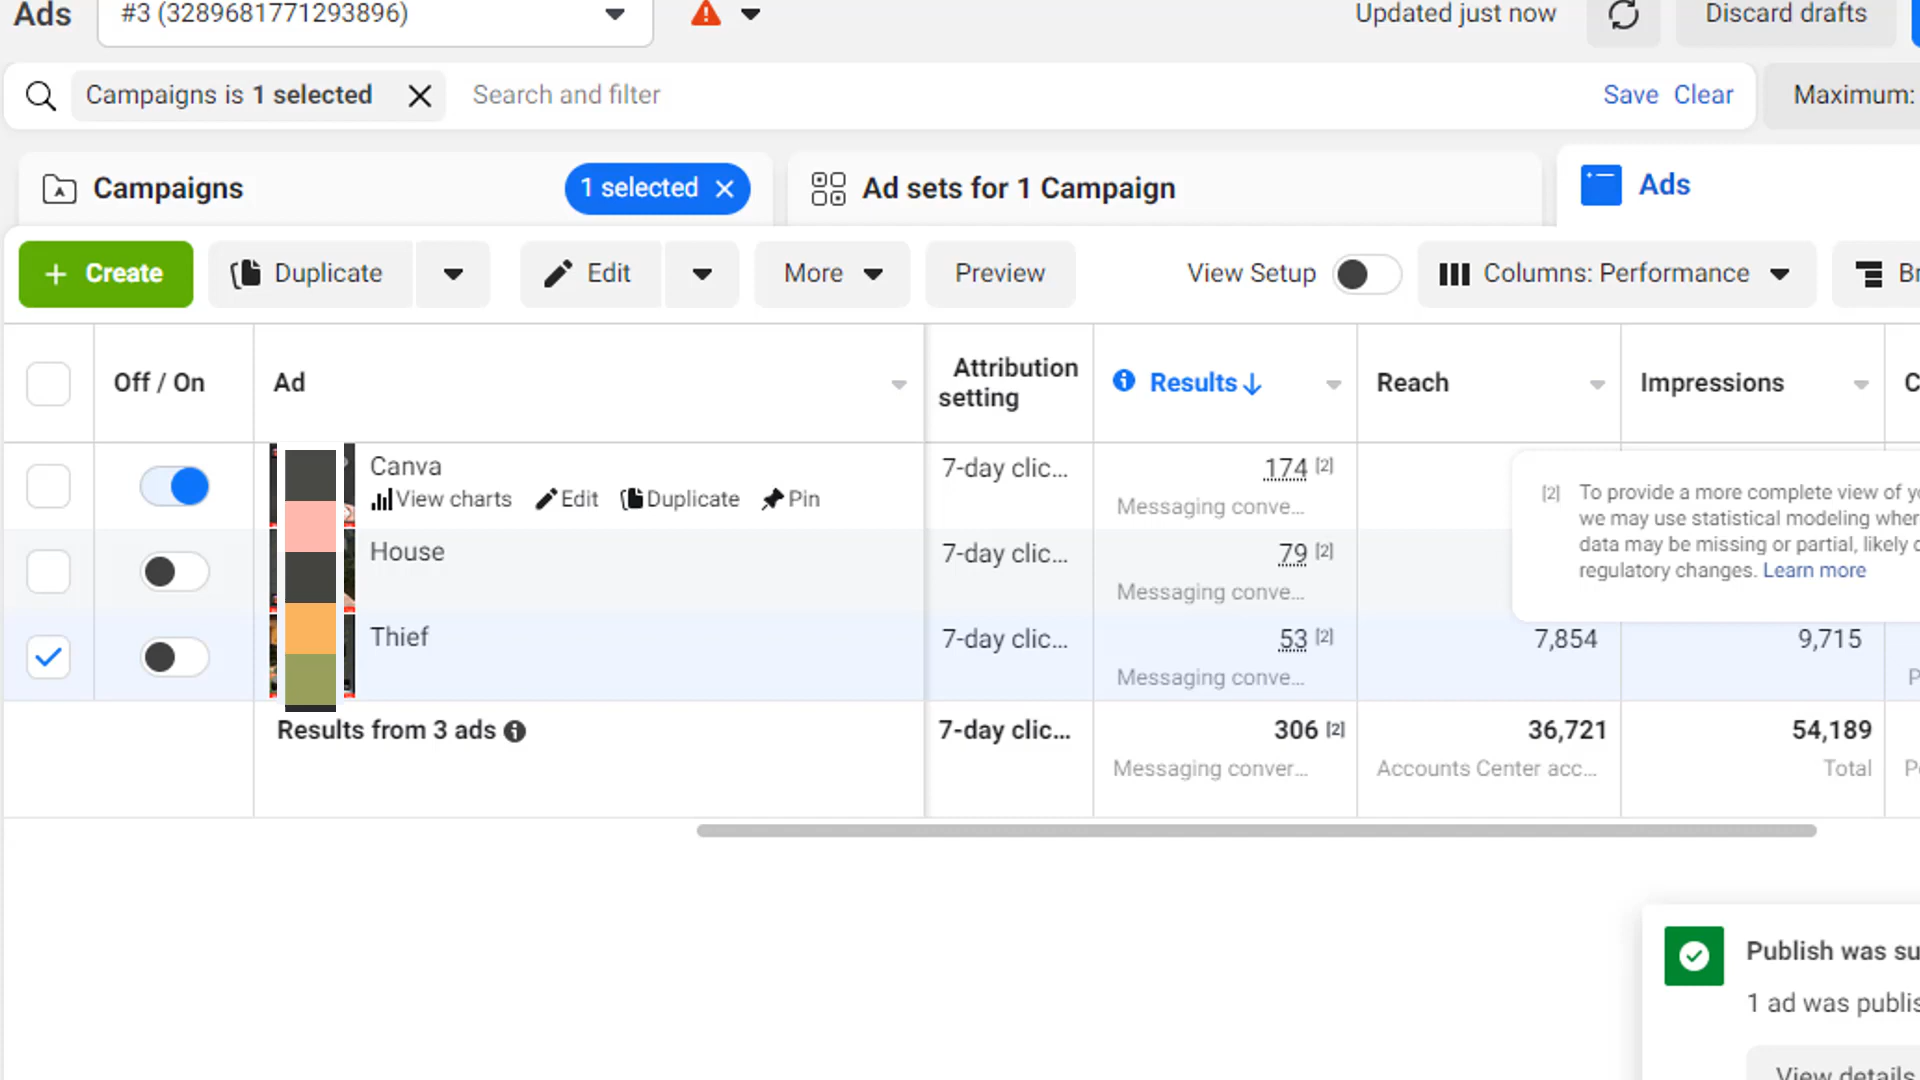 Ads
#3 (3289681771293896)
Updated just now
Discard drafts
Campaigns is 1 selected
Search and filter
Save
Clear
Maximum:
Campaigns
1 selected
Ad sets for 1 Campaign
Ads
+ Create
Duplicate
Edit
More
Preview
View Setup
Columns: Performance
Off / On
Ad
Attribution
setting
Results
Reach
Impressions
Canva
View charts
Edit
Duplicate
Pin
7-day clic...
174 [2]
Messaging conve...
[2] To provide a more complete view of
we may use statistical modeling
data may be missing or partial, likely
regulatory changes. Learn more
House
7-day clic...
79 [2]
Messaging conve...
Thief
7-day clic...
53 [2]
Messaging conve...
7,854
9,715
Results from 3 ads
7-day clic...
306 [2]
Messaging conver...
36,721
Accounts Center acc...
54,189
Total
Publish was
1 ad was
View details